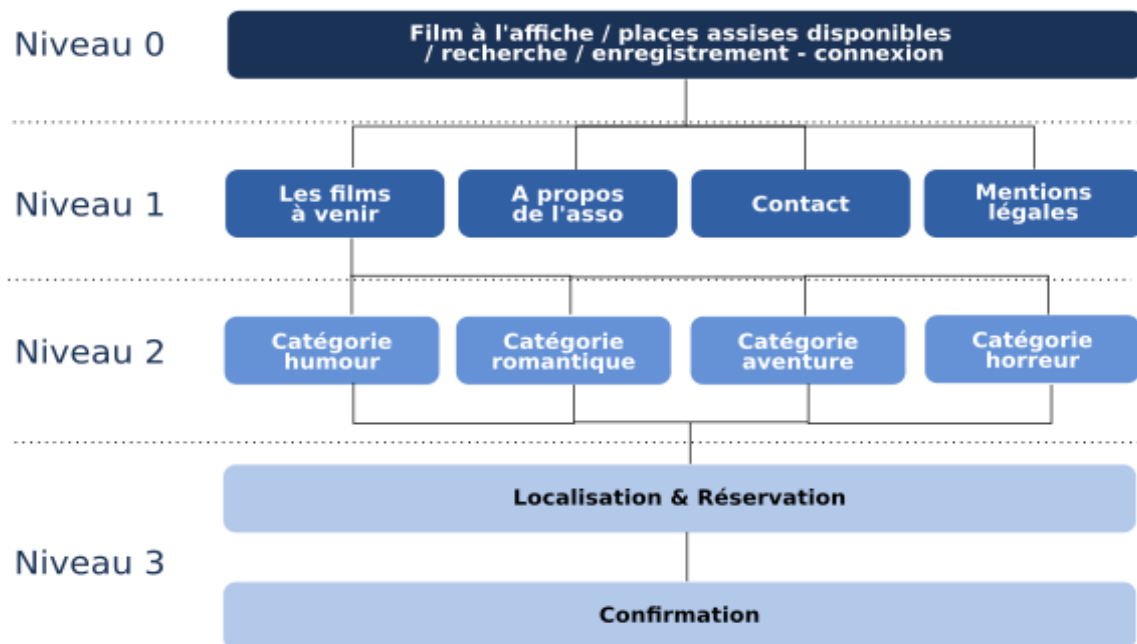 Niveau 0
Film à l'affiche / places assises disponibles
/ recherche / enregistrement - connexion
Niveau 1
Les films
à venir
A propos
de l'asso
Contact
Mentions
légales
Niveau 2
Catégorie
humour
Catégorie
romantique
Catégorie
aventure
Catégorie
horreur
Niveau 3
Localisation & Réservation
Confirmation